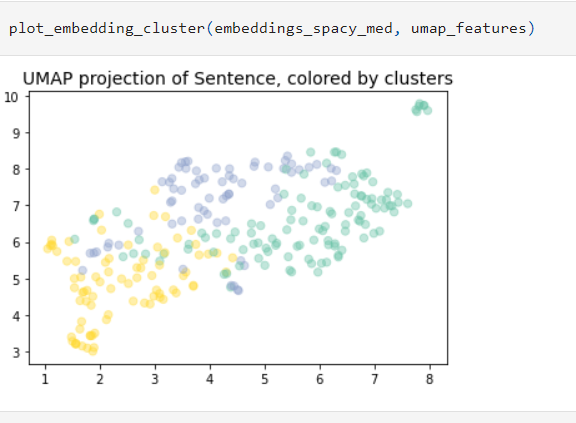 plot_embedding_cluster(embeddings_spacy_med, umap_features)
UMAP projection of Sentence, colored by clusters
10
9
8
7
6
5
4
3
1 2 3 4 5 6 7 8